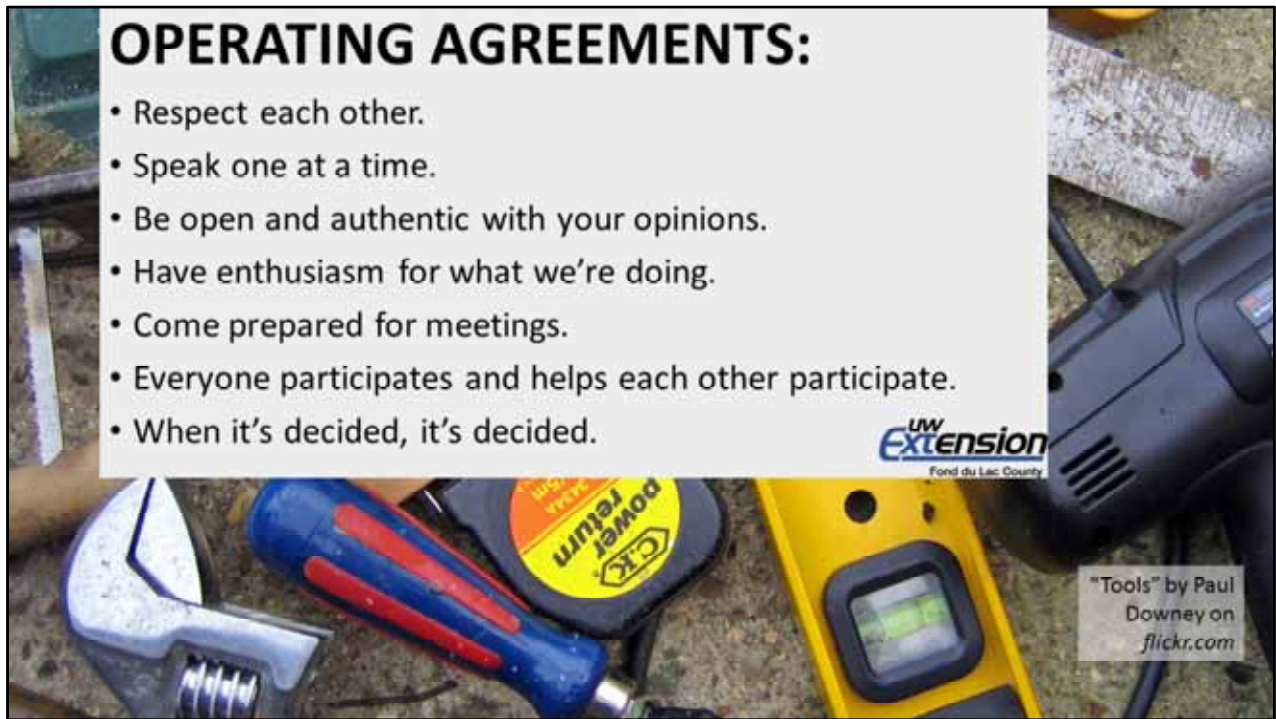 OPERATING AGREEMENTS:
• Respect each other.
• Speak one at a time.
• Be open and authentic with your opinions.
• Have enthusiasm for what we're doing.
• Come prepared for meetings.
• Everyone participates and helps each other participate.
• When it's decided, it's decided.
UW
Extension
Fond du Lac County
3434A
5m
power
return
C.K
"Tools" by Paul
Downey on
flickr.com